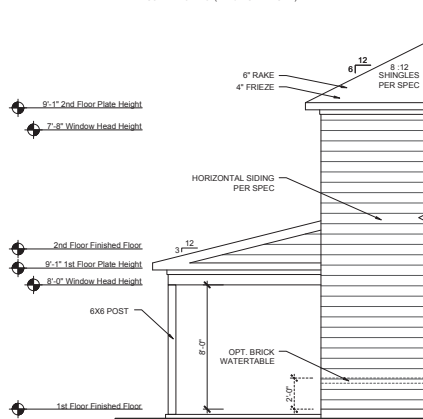 12
6
8 :12
SHINGLES
PER SPEC
6" RAKE
4" FRIEZE
9'-1" 2nd Floor Plate Height
7'-8" Window Head Height
HORIZONTAL SIDING
PER SPEC
2nd Floor Finished Floor
12
3
9'-1" 1st Floor Plate Height
8'-0" Window Head Height
6X6 POST
8'-0"
OPT. BRICK
WATERTABLE
2'-0"
1st Floor Finished Floor